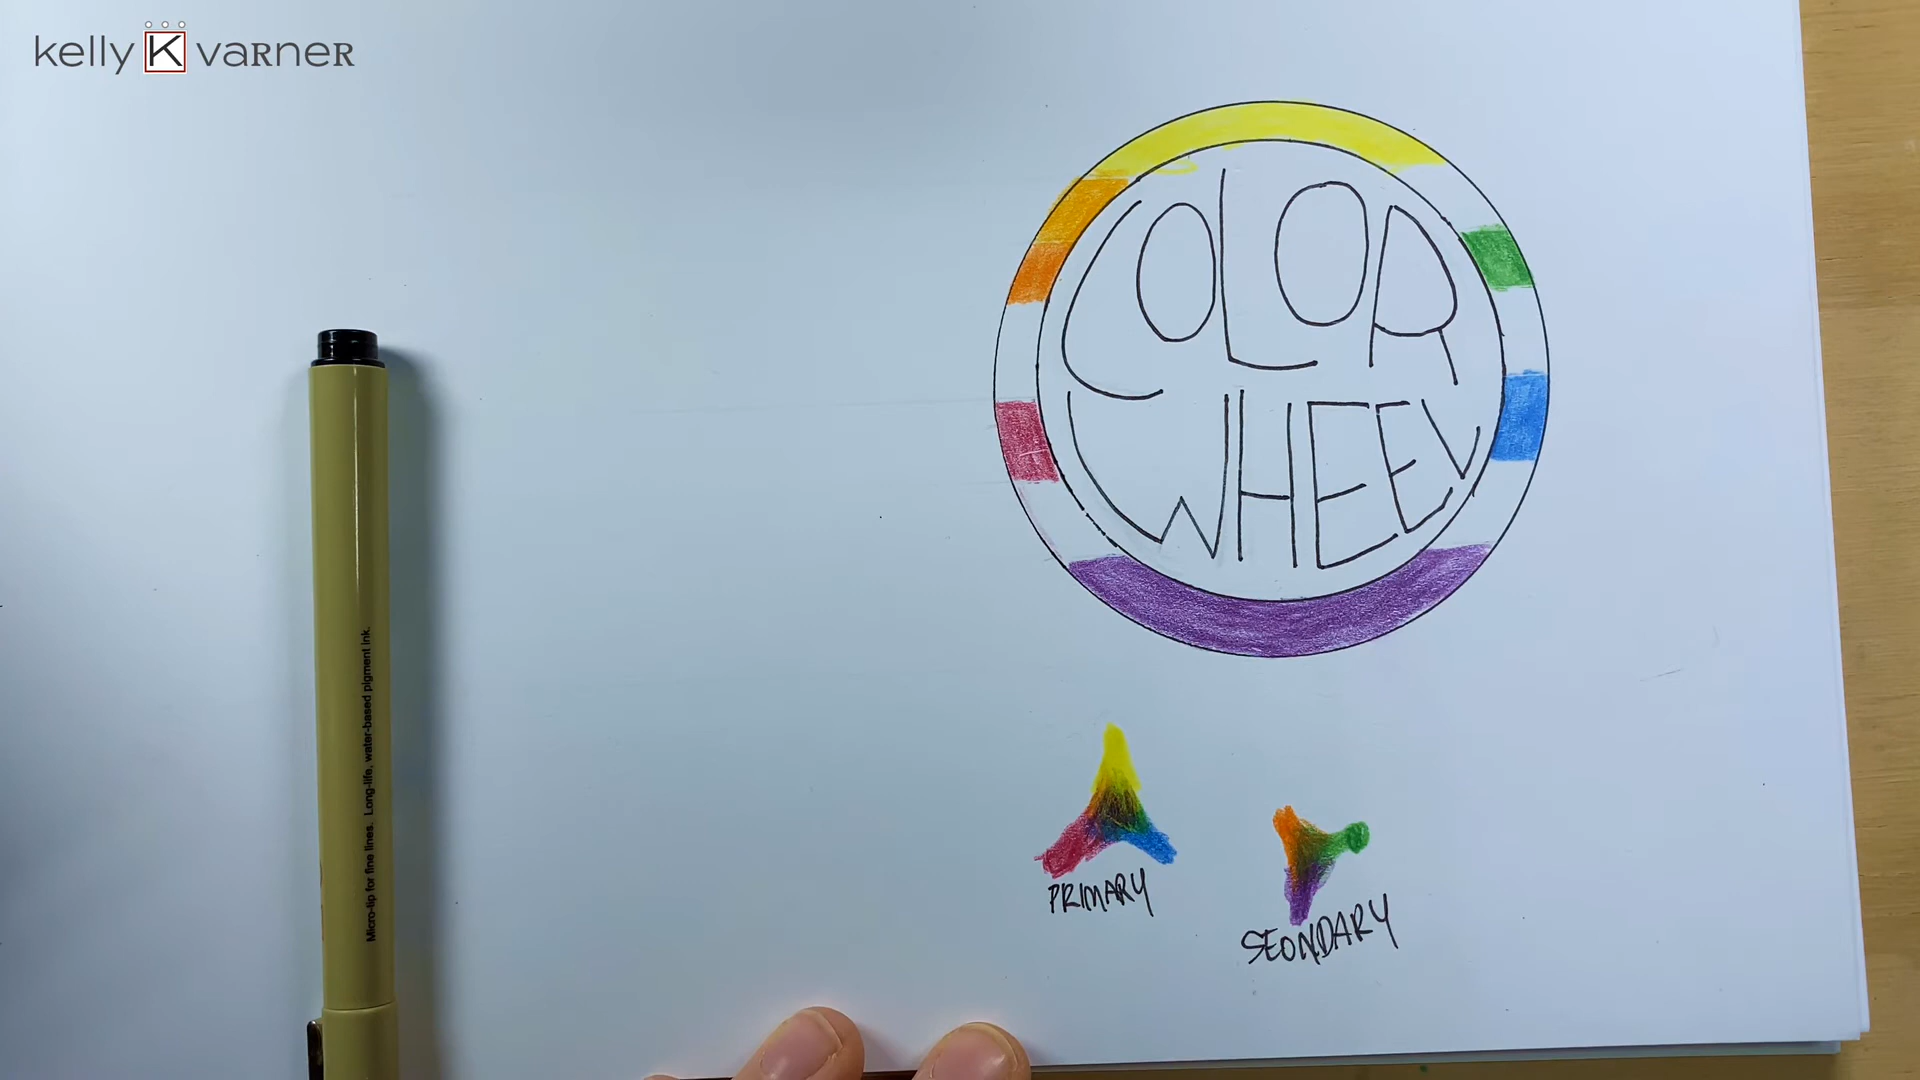 kelly K vaRneR
COLOR
WHEEL
Micro-tip for fine lines. Long-life, water-based pigment ink.
PRIMARY
SEONDARY